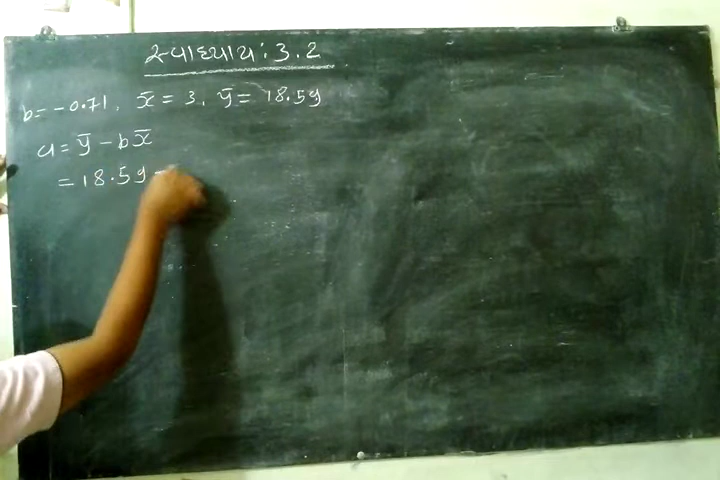 સ્વાધ્યાય: 3.2
b = -0.71, x̄ = 3, ȳ = 18.59
a = ȳ - bx̄
= 18.59 -